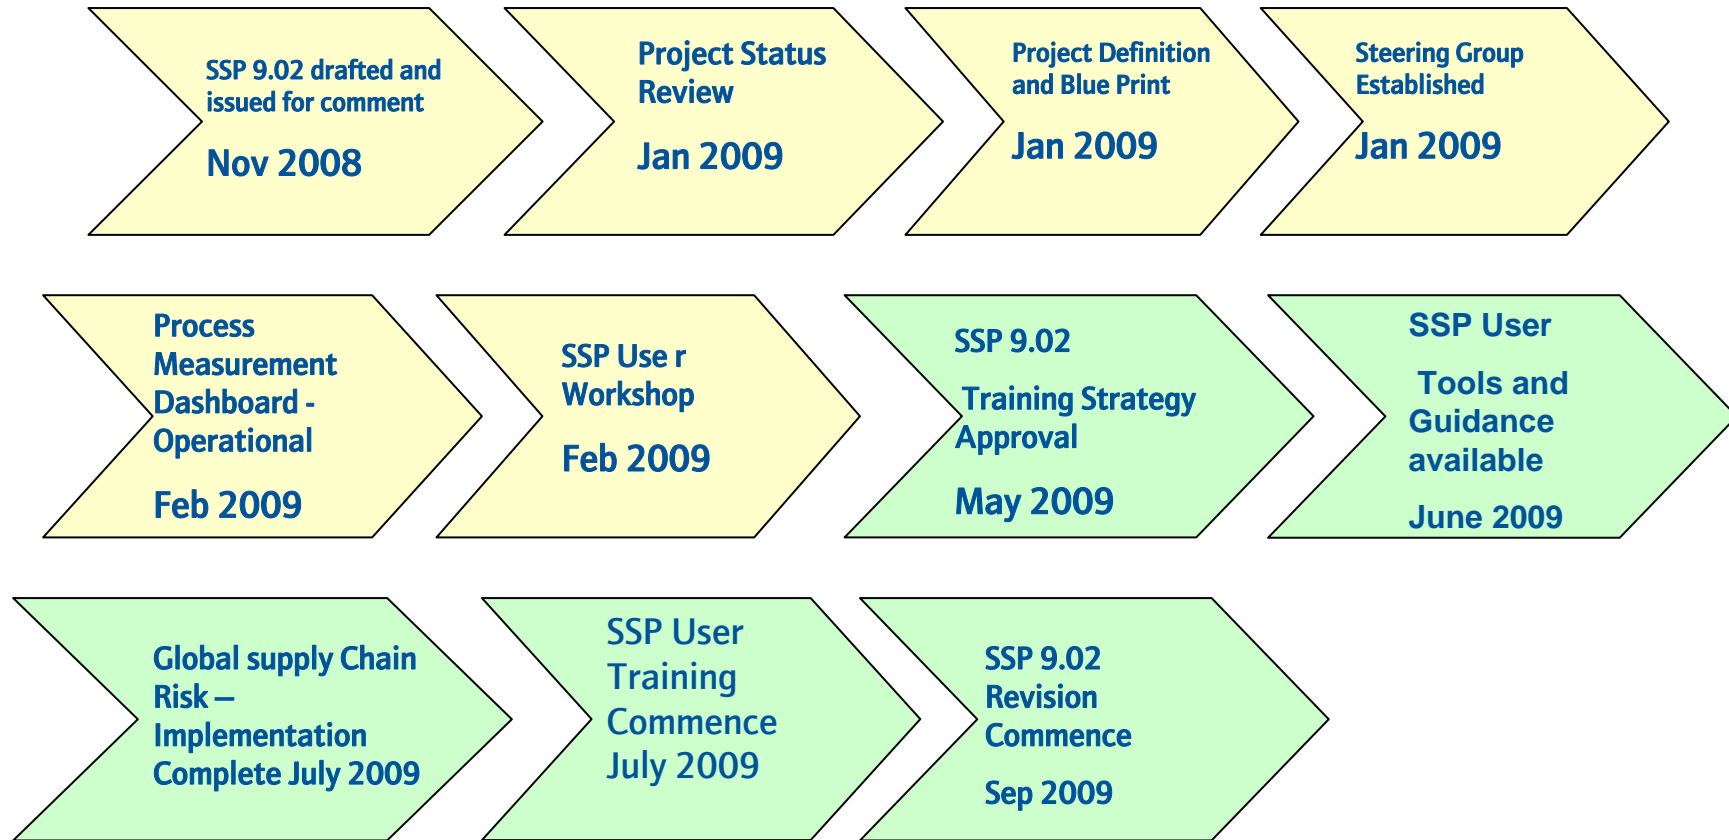 SSP 9.02 drafted and
issued for comment
Nov 2008
Project Status
Review
Jan 2009
Project Definition
and Blue Print
Jan 2009
Steering Group
Established
Jan 2009
Process
Measurement
Dashboard -
Operational
Feb 2009
SSP Use r
Workshop
Feb 2009
SSP 9.02
Training Strategy
Approval
May 2009
SSP User
Tools and
Guidance
available
June 2009
Global supply Chain
Risk –
Implementation
Complete July 2009
SSP User
Training
Commence
July 2009
SSP 9.02
Revision
Commence
Sep 2009